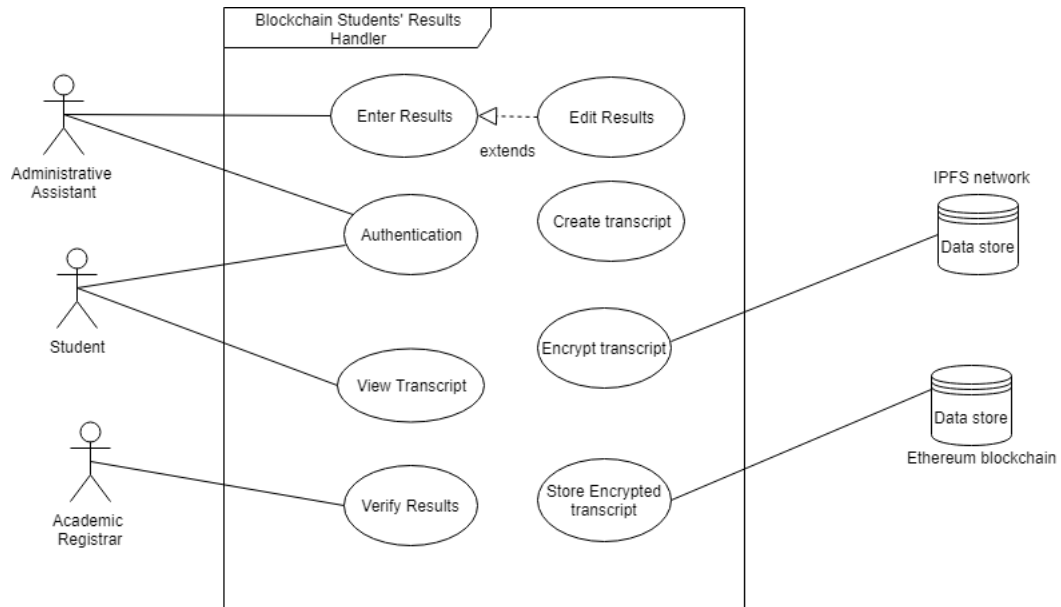 Blockchain Students' Results
Handler
Enter Results
Edit Results
extends
Administrative
Assistant
IPFS network
Authentication
Create transcript
Data store
Student
Encrypt transcript
View Transcript
Data store
Ethereum blockchain
Verify Results
Store Encrypted
transcript
Academic
Registrar